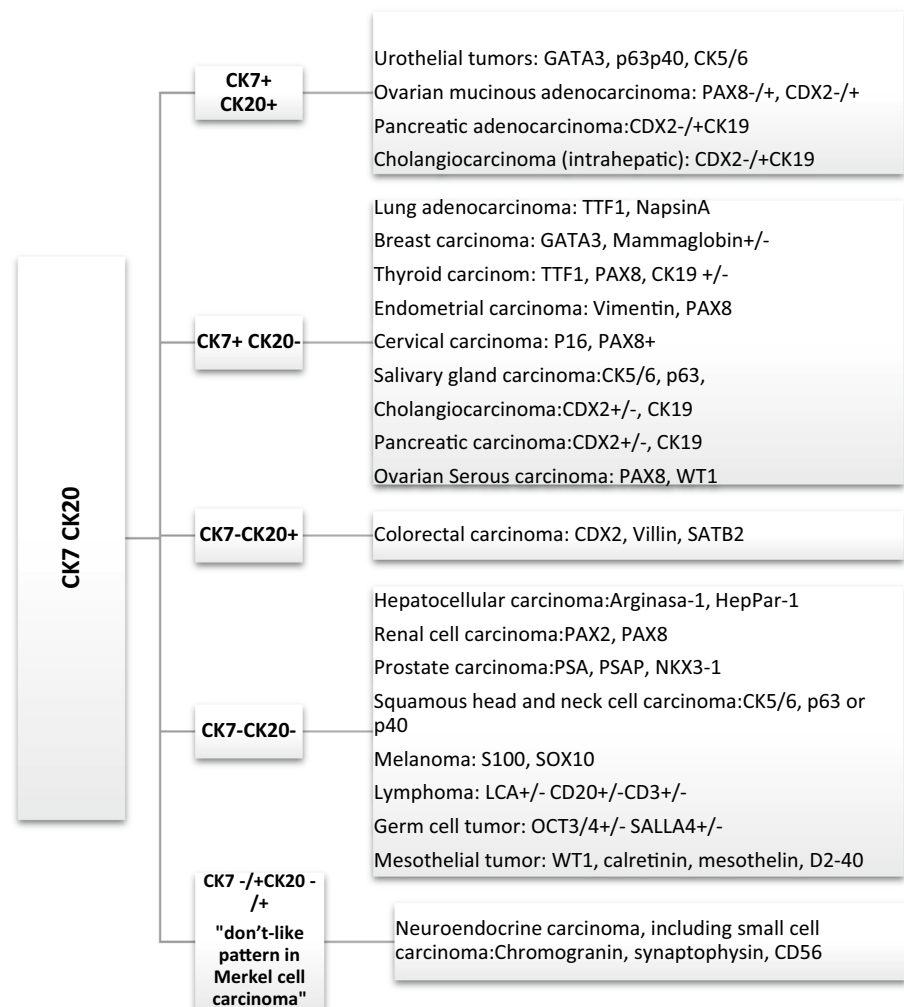 CK7 CK20
CK7+
CK20+
Urothelial tumors: GATA3, p63p40, CK5/6
Ovarian mucinous adenocarcinoma: PAX8-/+, CDX2-/+
Pancreatic adenocarcinoma:CDX2-/+CK19
Cholangiocarcinoma (intrahepatic): CDX2-/+CK19
CK7+ CK20-
Lung adenocarcinoma: TTF1, NapsinA
Breast carcinoma: GATA3, Mammaglobin+/-
Thyroid carcinom: TTF1, PAX8, CK19 +/-
Endometrial carcinoma: Vimentin, PAX8
Cervical carcinoma: P16, PAX8+
Salivary gland carcinoma:CK5/6, p63,
Cholangiocarcinoma:CDX2+/-, CK19
Pancreatic carcinoma:CDX2+/-, CK19
Ovarian Serous carcinoma: PAX8, WT1
CK7-CK20+
Colorectal carcinoma: CDX2, Villin, SATB2
CK7-CK20-
Hepatocellular carcinoma:Arginasa-1, HepPar-1
Renal cell carcinoma:PAX2, PAX8
Prostate carcinoma:PSA, PSAP, NKX3-1
Squamous head and neck cell carcinoma:CK5/6, p63 or
p40
Melanoma: S100, SOX10
Lymphoma: LCA+/- CD20+/-CD3+/-
Germ cell tumor: OCT3/4+/- SALLA4+/-
Mesothelial tumor: WT1, calretinin, mesothelin, D2-40
CK7 -/+CK20 -
/+
"don't-like
pattern in
Merkel cell
carcinoma"
Neuroendocrine carcinoma, including small cell
carcinoma:Chromogranin, synaptophysin, CD56